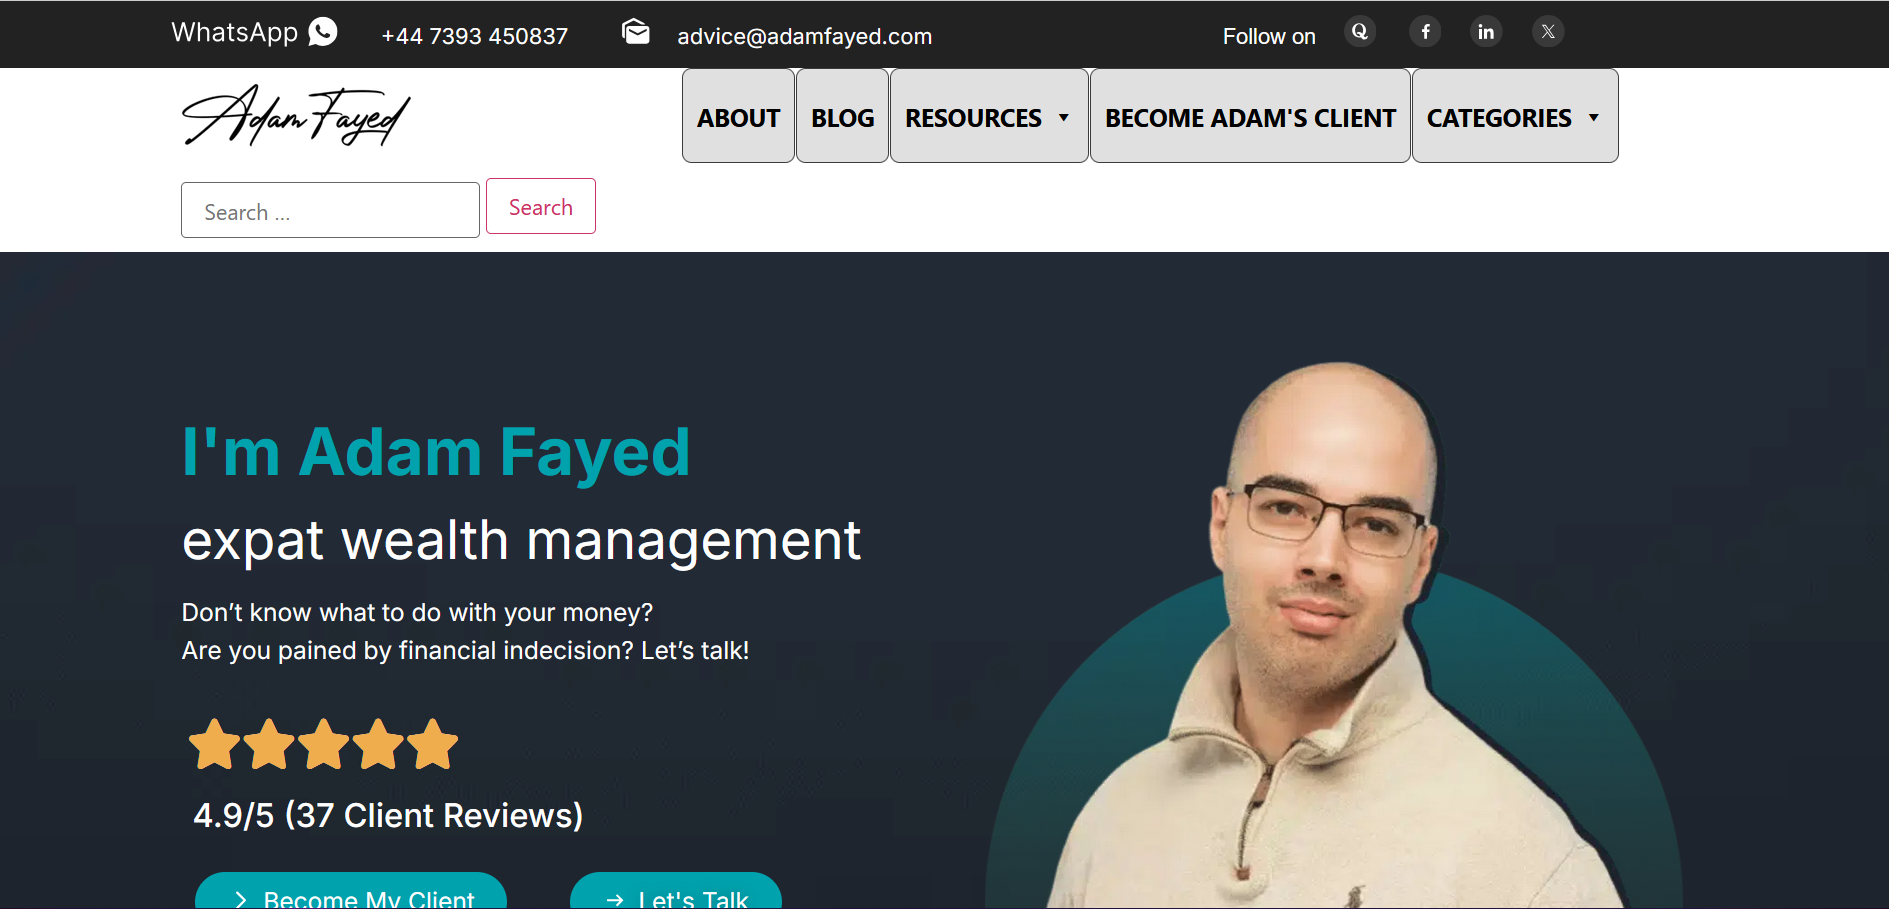 WhatsApp +44 7393 450837 advice@adamfayed.com Follow on
Adam Fayed
ABOUT BLOG RESOURCES BECOME ADAM'S CLIENT CATEGORIES
Search ... Search
I'm Adam Fayed
expat wealth management
Don’t know what to do with your money?
Are you pained by financial indecision? Let’s talk!
4.9/5 (37 Client Reviews)
Become My Client Let's Talk